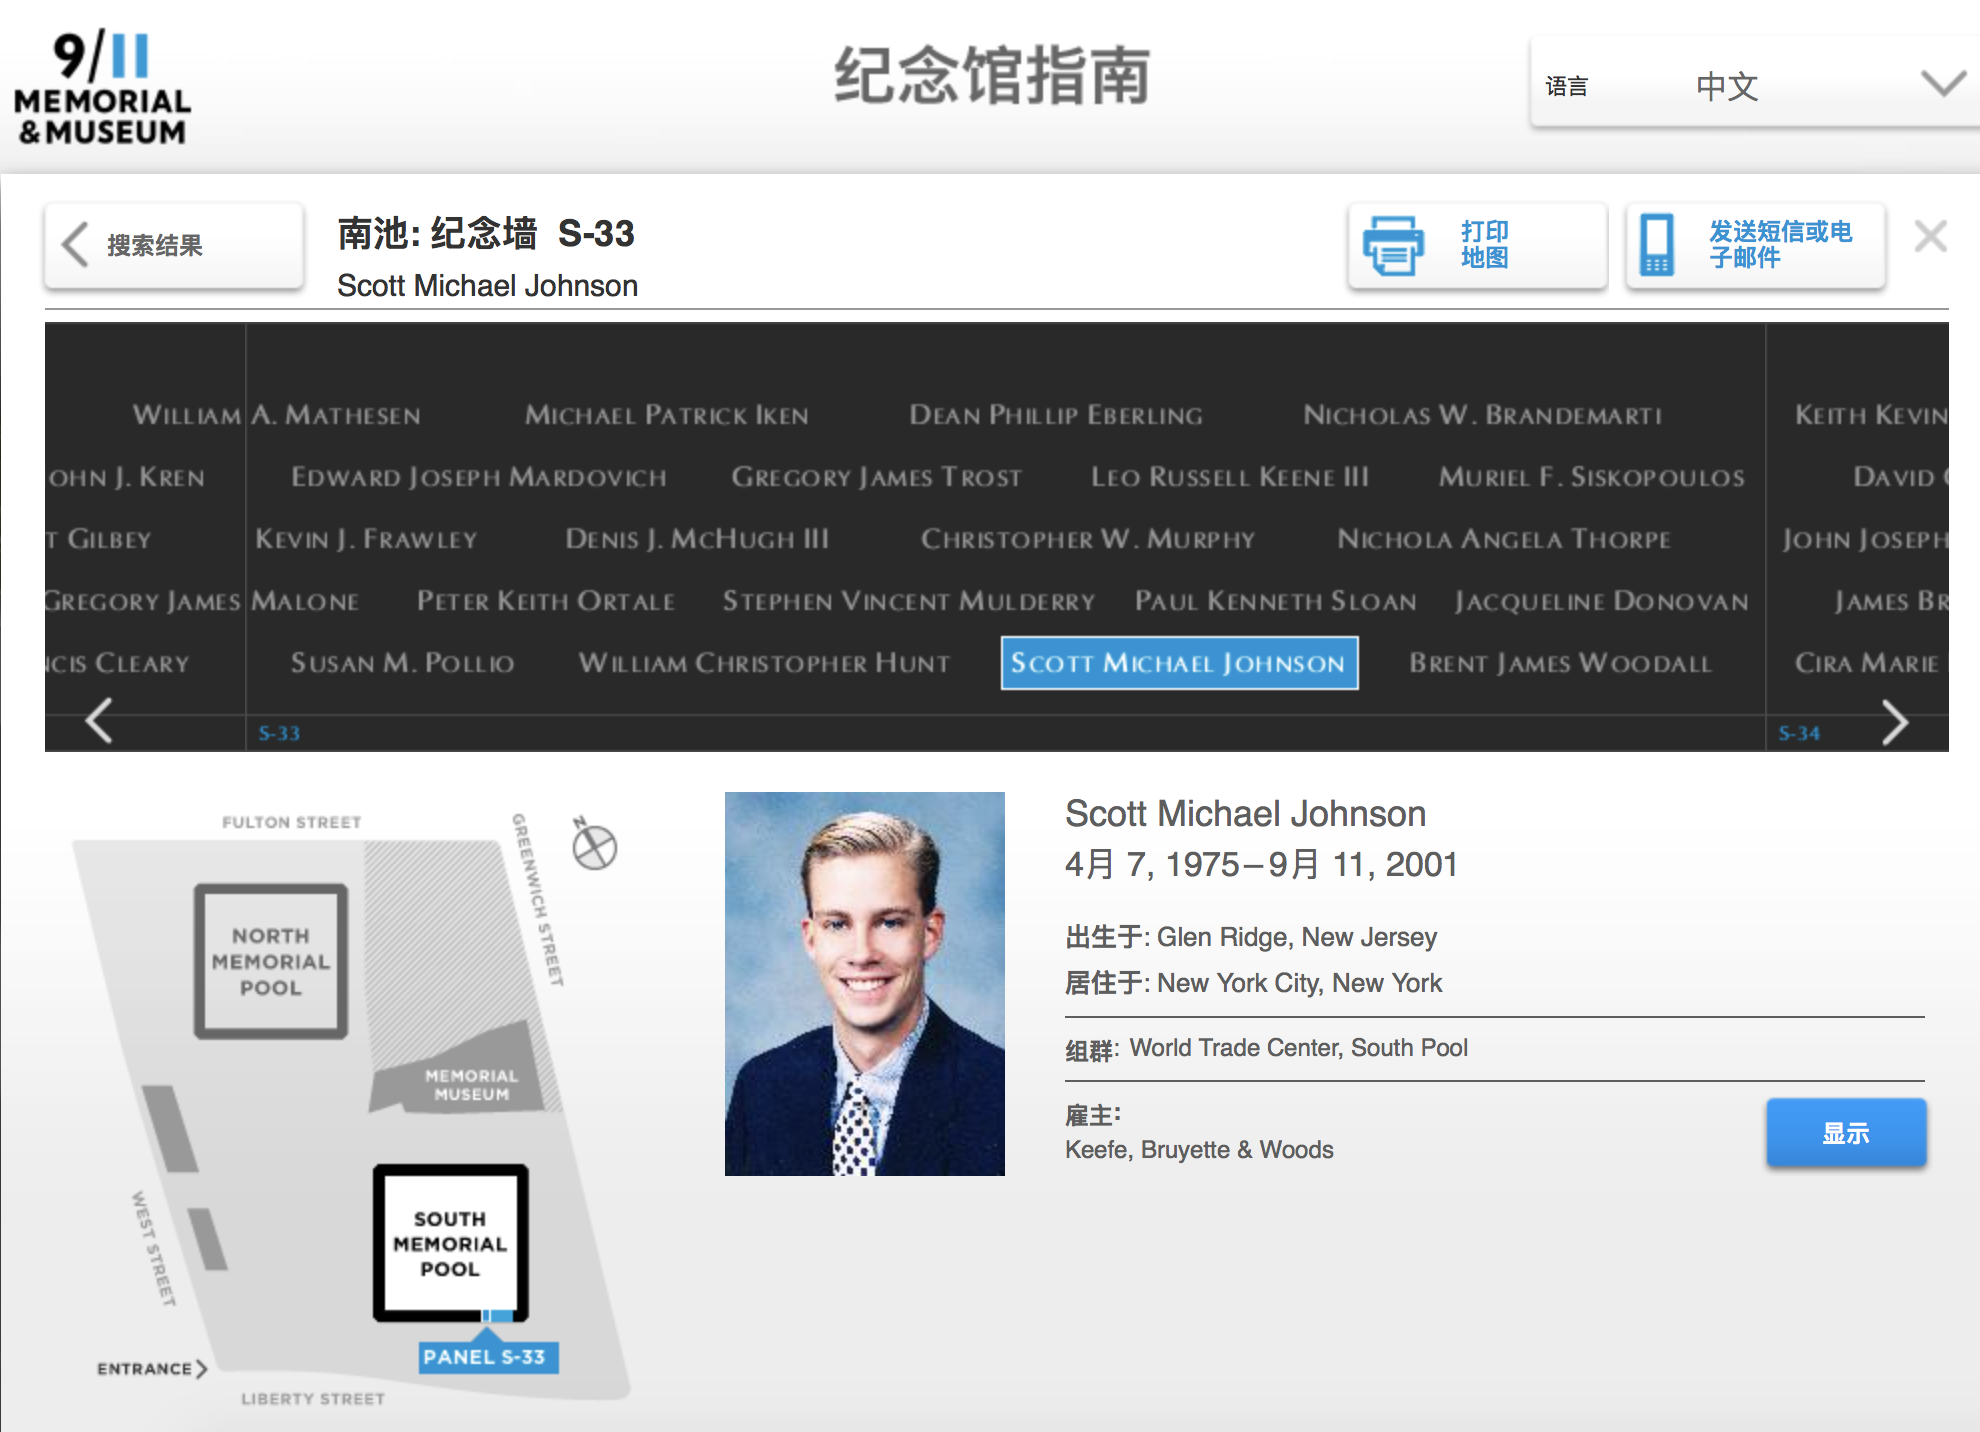 9/11
MEMORIAL
& MUSEUM
纪念馆指南
语言 中文
搜索结果
南池: 纪念墙 S-33
Scott Michael Johnson
打印
地图
发送短信或电
子邮件
WILLIAM A. MATHESEN MICHAEL PATRICK IKEN DEAN PHILLIP EBERLING NICHOLAS W. BRANDEMARTI KEITH KEVIN
OHN J. KREN EDWARD JOSEPH MARDOVICH GREGORY JAMES TROST LEO RUSSELL KEENE III MURIEL F. SISKOPOULOS DAVID
T GILBEY KEVIN J. FRAWLEY DENIS J. MCHUGH III CHRISTOPHER W. MURPHY NICHOLA ANGELA THORPE JOHN JOSEPH
GREGORY JAMES MALONE PETER KEITH ORTALE STEPHEN VINCENT MULDERRY PAUL KENNETH SLOAN JACQUELINE DONOVAN JAMES BR
NCIS CLEARY SUSAN M. POLLIO WILLIAM CHRISTOPHER HUNT SCOTT MICHAEL JOHNSON BRENT JAMES WOODALL CIRA MARIE
S-33 S-34
FULTON STREET
GREENWICH STREET
N
NORTH
MEMORIAL
POOL
MEMORIAL
MUSEUM
WEST STREET
SOUTH
MEMORIAL
POOL
PANEL S-33
ENTRANCE
LIBERTY STREET
Scott Michael Johnson
4月 7, 1975–9月 11, 2001
出生于: Glen Ridge, New Jersey
居住于: New York City, New York
组群: World Trade Center, South Pool
雇主:
Keefe, Bruyette & Woods
显示